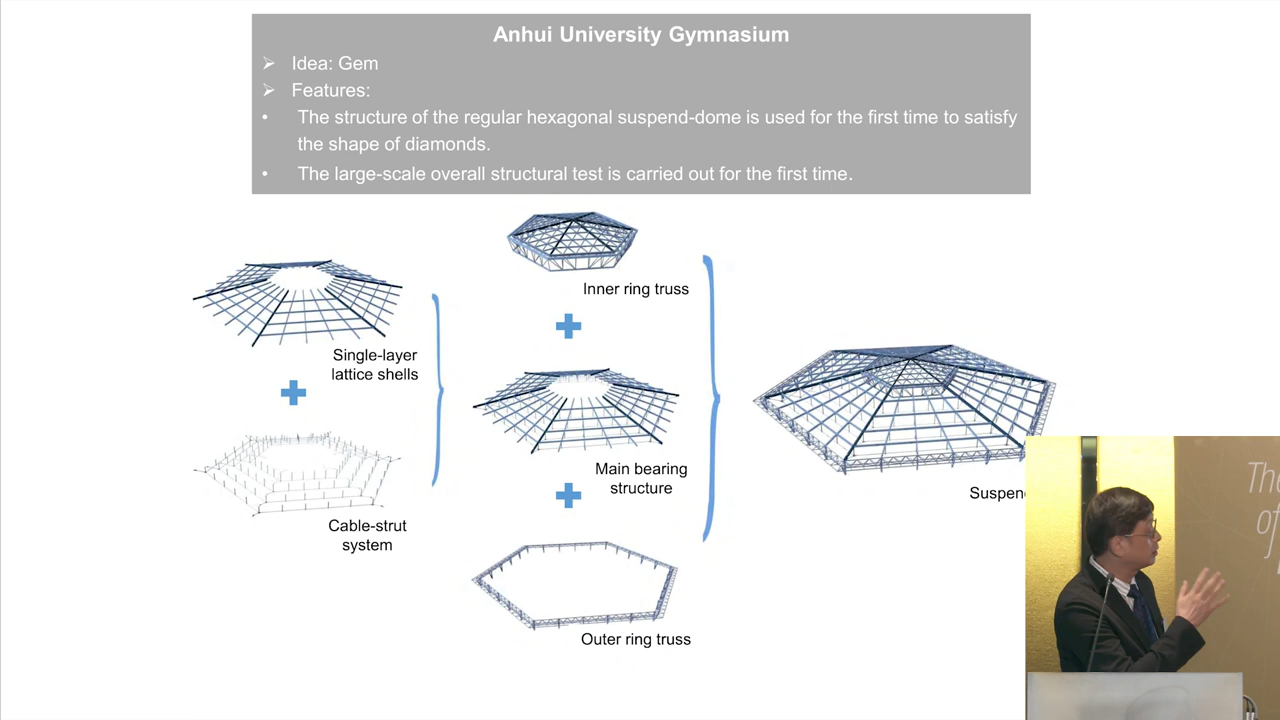 Anhui University Gymnasium
➢ Idea: Gem
➢ Features:
• The structure of the regular hexagonal suspend-dome is used for the first time to satisfy
the shape of diamonds.
• The large-scale overall structural test is carried out for the first time.
Inner ring truss
Single-layer
lattice shells
Main bearing
structure
Cable-strut
system
Outer ring truss
Suspen
The
of